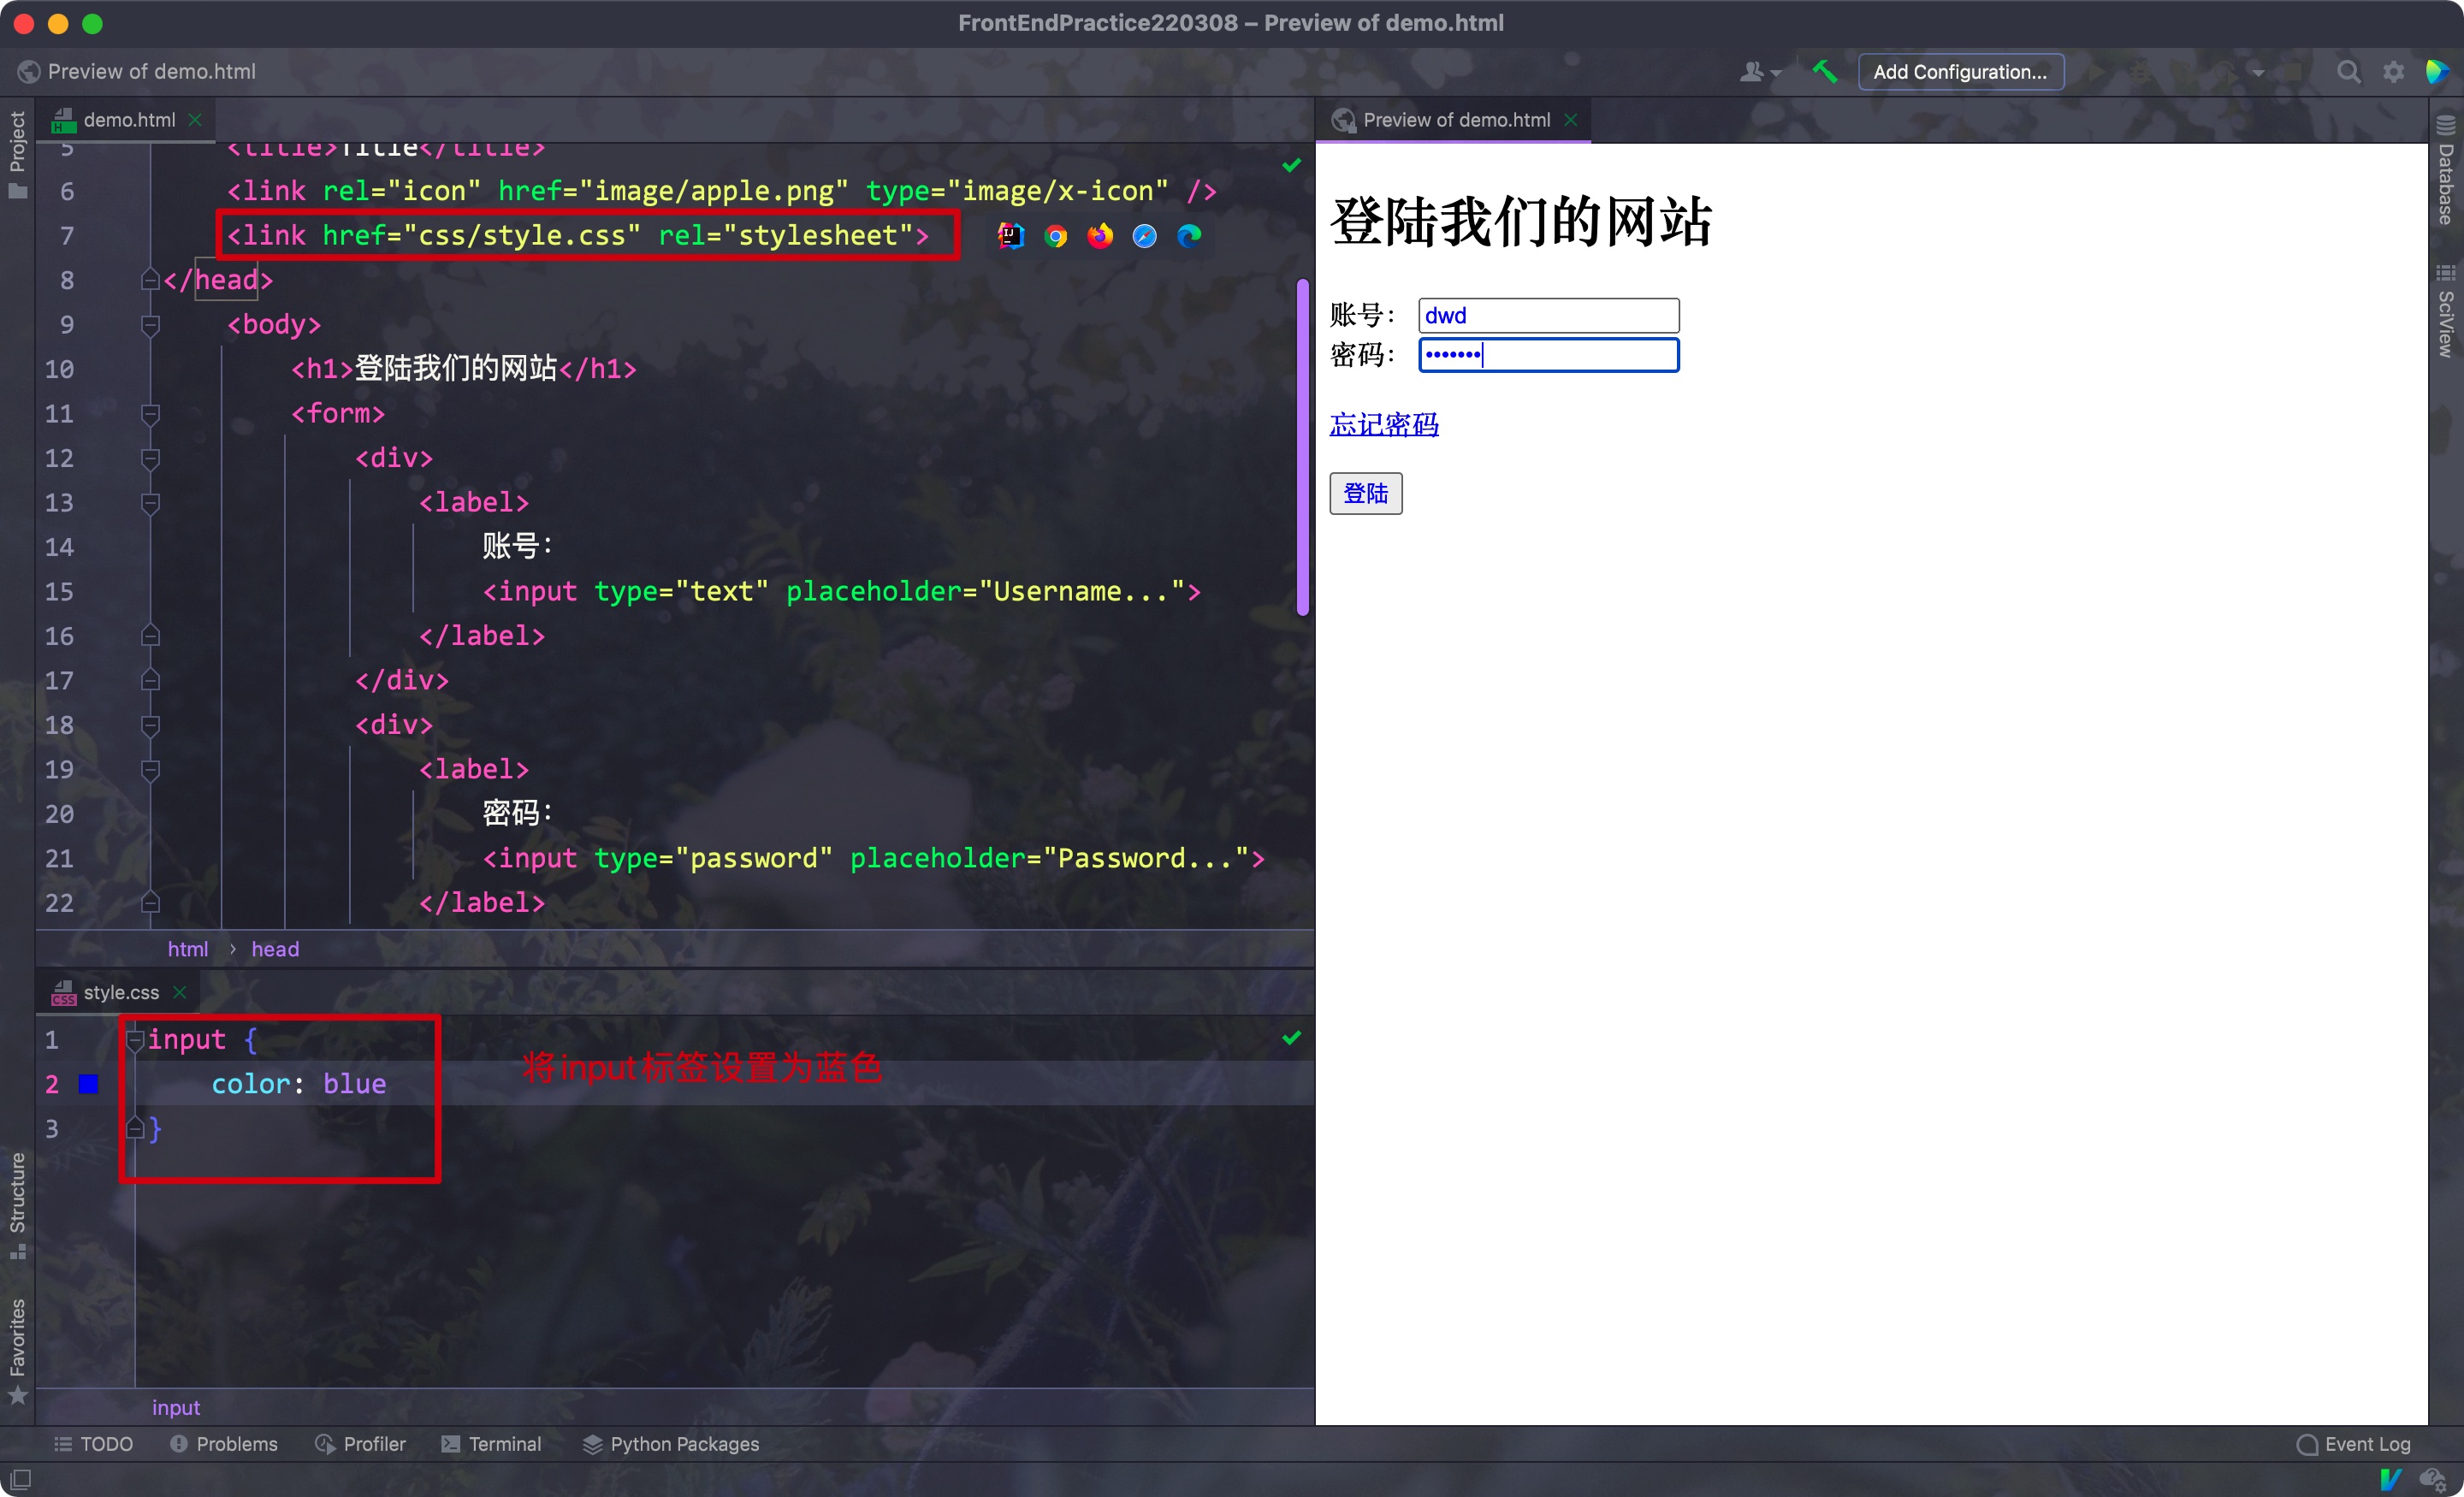 FrontEndPractice220308 – Preview of demo.html
Preview of demo.html
Add Configuration...
Project
demo.html
5 <title>Title</title>
6 <link rel="icon" href="image/apple.png" type="image/x-icon" />
7 <link href="css/style.css" rel="stylesheet">
8 </head>
9 <body>
10 <h1>登陆我们的网站</h1>
11 <form>
12 <div>
13 <label>
14 账号:
15 <input type="text" placeholder="Username...">
16 </label>
17 </div>
18 <div>
19 <label>
20 密码:
21 <input type="password" placeholder="Password...">
22 </label>
html › head
style.css
1 input {
2 color: blue
3 }
将input标签设置为蓝色
input
Structure
Favorites
Preview of demo.html
登陆我们的网站
账号： dwd
密码： •••••••
忘记密码
登陆
Database
SciView
TODO Problems Profiler Terminal Python Packages Event Log